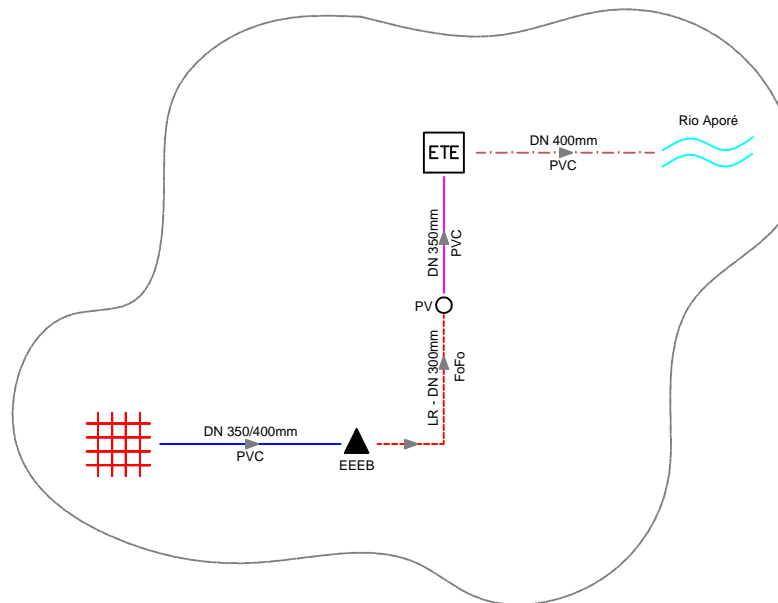 Rio Aporé
DN 400mm
PVC
ETE
DN 350mm
PVC
PV
LR - DN 300mm
FoFo
DN 350/400mm
PVC
EEEB